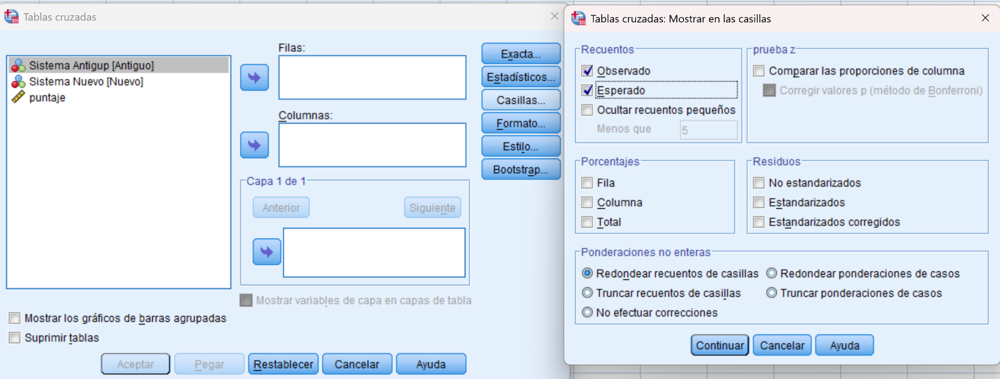 Tablas cruzadas
Sistema Antigup [Antiguo]
Sistema Nuevo [Nuevo]
puntaje
Filas:
Columnas:
Capa 1 de 1
Anterior
Siguiente
Mostrar variables de capa en capas de tabla
Exacta...
Estadísticos...
Casillas...
Formato...
Estilo...
Bootstrap...
Mostrar los gráficos de barras agrupadas
Suprimir tablas
Aceptar
Pegar
Restablecer
Cancelar
Ayuda
Tablas cruzadas: Mostrar en las casillas
Recuentos
Observado
Esperado
Ocultar recuentos pequeños
Menos que
5
prueba z
Comparar las proporciones de columna
Corregir valores p (método de Bonferroni)
Porcentajes
Fila
Columna
Total
Residuos
No estandarizados
Estandarizados
Estandarizados corregidos
Ponderaciones no enteras
Redondear recuentos de casillas
Redondear ponderaciones de casos
Truncar recuentos de casillas
Truncar ponderaciones de casos
No efectuar correcciones
Continuar
Cancelar
Ayuda